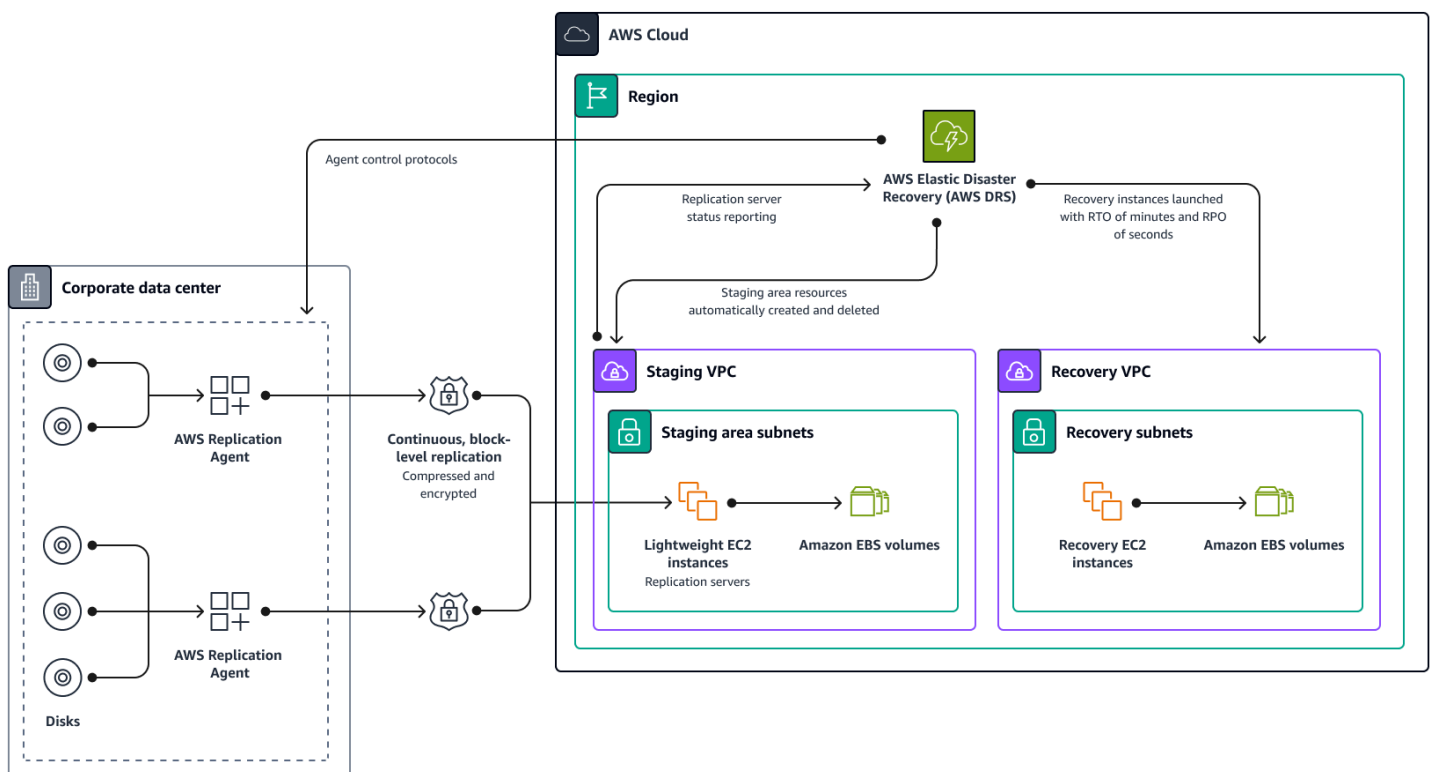 AWS Cloud
Region
Agent control protocols
AWS Elastic Disaster
Recovery (AWS DRS)
Replication server
status reporting
Recovery instances launched
with RTO of minutes and RPO
of seconds
Staging area resources
automatically created and deleted
Corporate data center
AWS Replication
Agent
Continuous, block-
level replication
Compressed and
encrypted
AWS Replication
Agent
Disks
Staging VPC
Staging area subnets
Lightweight EC2
instances
Replication servers
Amazon EBS volumes
Recovery VPC
Recovery subnets
Recovery EC2
instances
Amazon EBS volumes